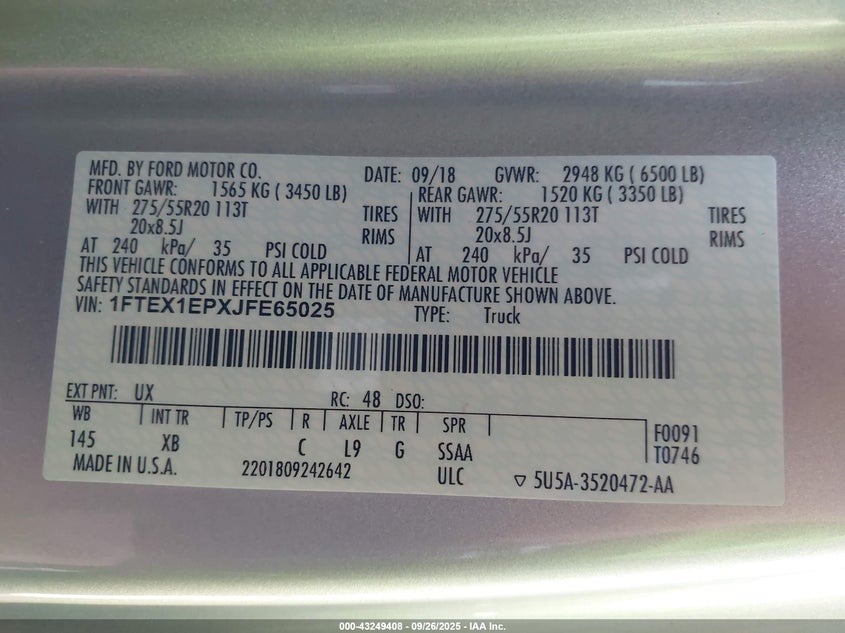 MFD. BY FORD MOTOR CO. DATE: 09/18 GVWR: 2948 KG ( 6500 LB)
FRONT GAWR: 1565 KG ( 3450 LB) REAR GAWR: 1520 KG ( 3350 LB)
WITH 275/55R20 113T TIRES WITH 275/55R20 113T TIRES
20x8.5J RIMS 20x8.5J RIMS
AT 240 kPa/ 35 PSI COLD AT 240 kPa/ 35 PSI COLD
THIS VEHICLE CONFORMS TO ALL APPLICABLE FEDERAL MOTOR VEHICLE
SAFETY STANDARDS IN EFFECT ON THE DATE OF MANUFACTURE SHOWN ABOVE.
VIN: 1FTEX1EPXJFE65025 TYPE: Truck
EXT PNT: UX RC: 48 DSO:
WB INT TR TP/PS R AXLE TR SPR
145 XB C L9 G SSAA
F0091
T0746
MADE IN U.S.A. 2201809242642 ULC ▽ 5U5A-3520472-AA
000-43249408 - 09/26/2025 - IAA Inc.